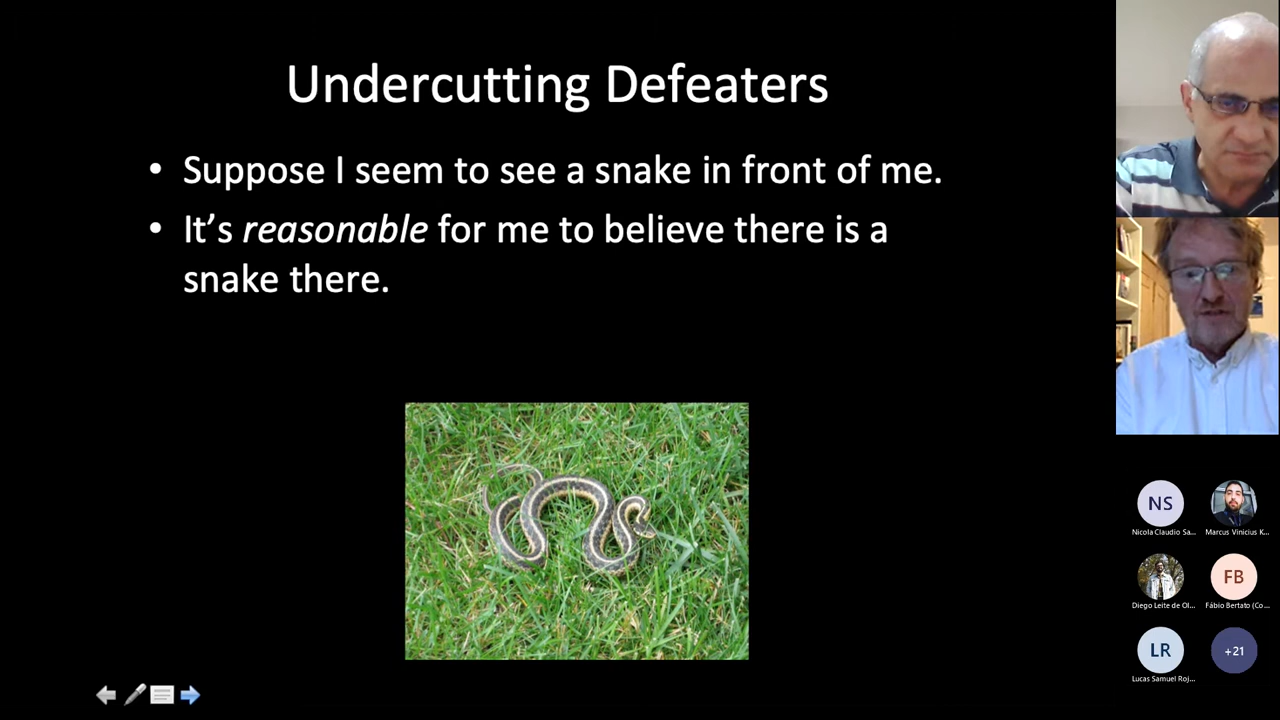 Undercutting Defeaters
• Suppose I seem to see a snake in front of me.
• It’s reasonable for me to believe there is a
snake there.
NS
Nicola Claudio Sa...
Marcus Vinicius K...
Diego Leite de Ol...
FB
Fábio Bertato (Co...
LR
Lucas Samuel Roj...
+21